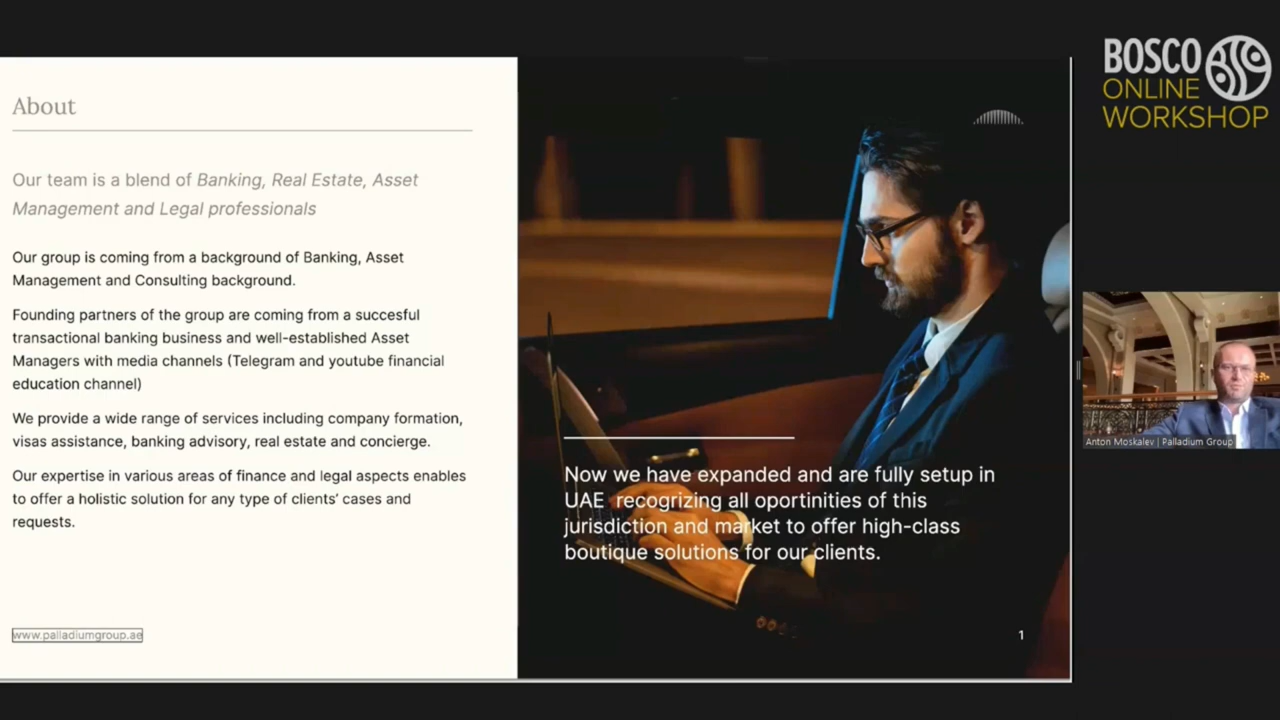 About
Our team is a blend of Banking, Real Estate, Asset
Management and Legal professionals
Our group is coming from a background of Banking, Asset
Management and Consulting background.
Founding partners of the group are coming from a succesful
transactional banking business and well-established Asset
Managers with media channels (Telegram and youtube financial
education channel)
We provide a wide range of services including company formation,
visas assistance, banking advisory, real estate and concierge.
Our expertise in various areas of finance and legal aspects enables
to offer a holistic solution for any type of clients' cases and
requests.
www.palladiumgroup.ae
Now we have expanded and are fully setup in
UAE recogrizing all oportinities of this
jurisdiction and market to offer high-class
boutique solutions for our clients.
1
BOSCO
ONLINE
WORKSHOP
Anton Moskalev | Palladium Group